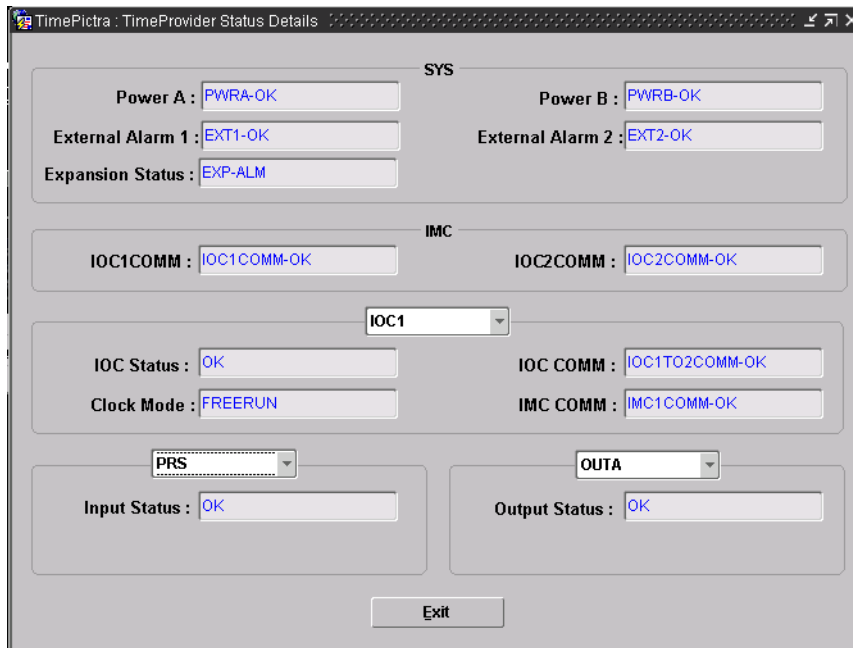 TimePictra : TimeProvider Status Details
SYS
Power A : PWRA-OK Power B : PWRB-OK
External Alarm 1 : EXT1-OK External Alarm 2 : EXT2-OK
Expansion Status : EXP-ALM
IMC
IOC1COMM : IOC1COMM-OK IOC2COMM : IOC2COMM-OK
IOC1
IOC Status : OK IOC COMM : IOC1TO2COMM-OK
Clock Mode : FREERUN IMC COMM : IMC1COMM-OK
PRS OUTA
Input Status : OK Output Status : OK
Exit